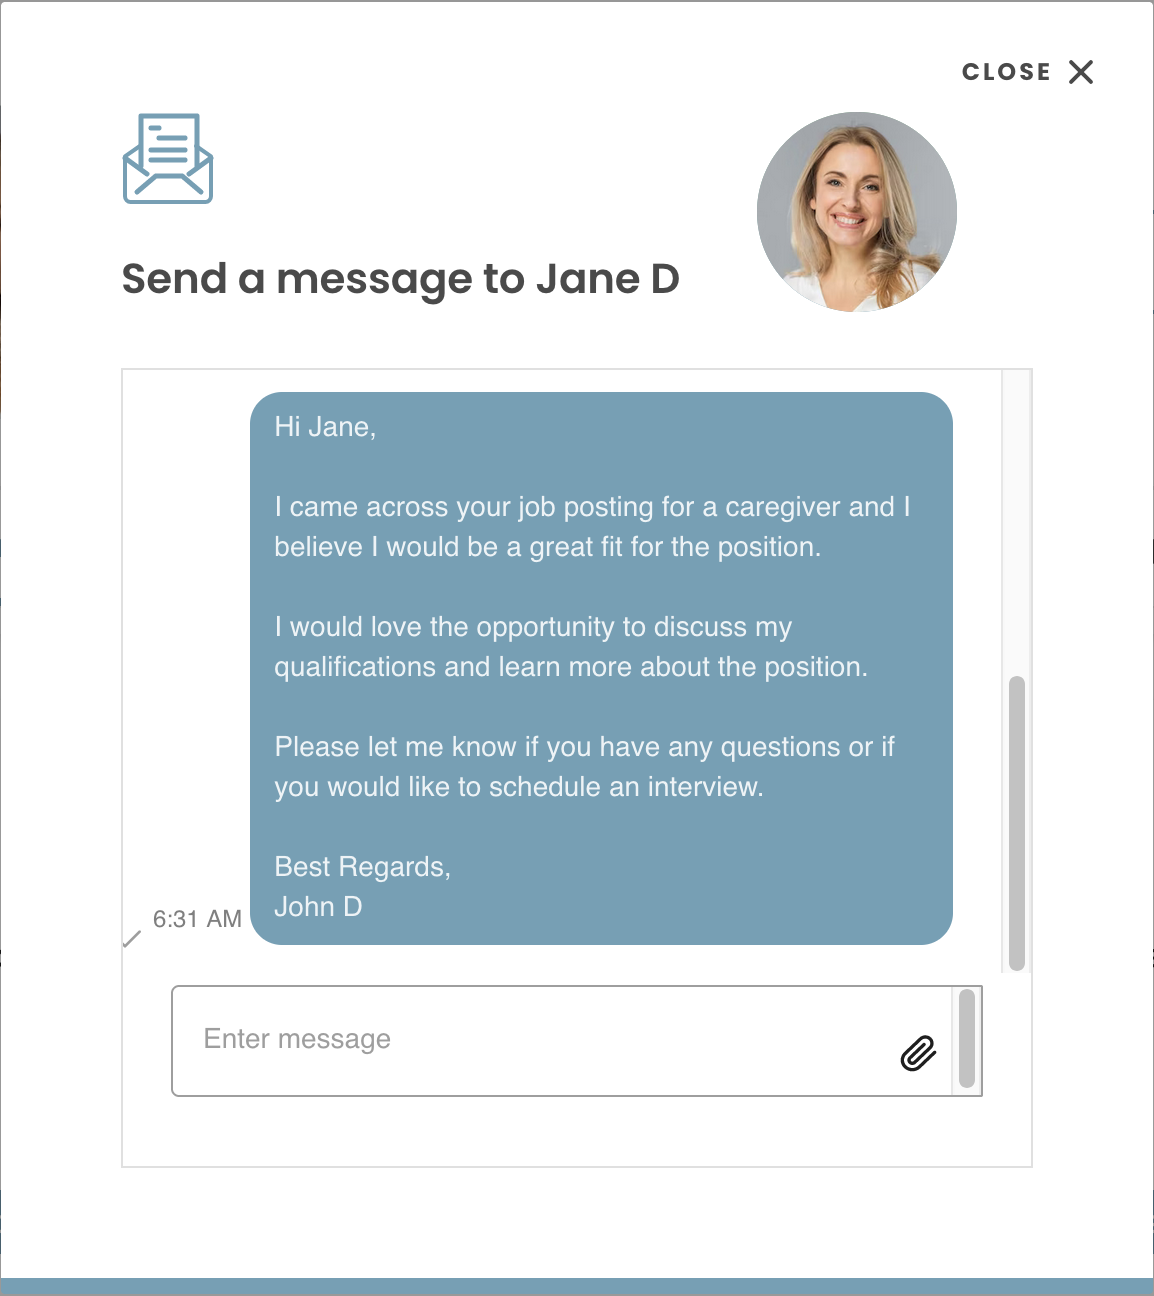 CLOSE
Send a message to Jane D
Hi Jane,
I came across your job posting for a caregiver and I
believe I would be a great fit for the position.
I would love the opportunity to discuss my
qualifications and learn more about the position.
Please let me know if you have any questions or if
you would like to schedule an interview.
Best Regards,
John D
6:31 AM
Enter message